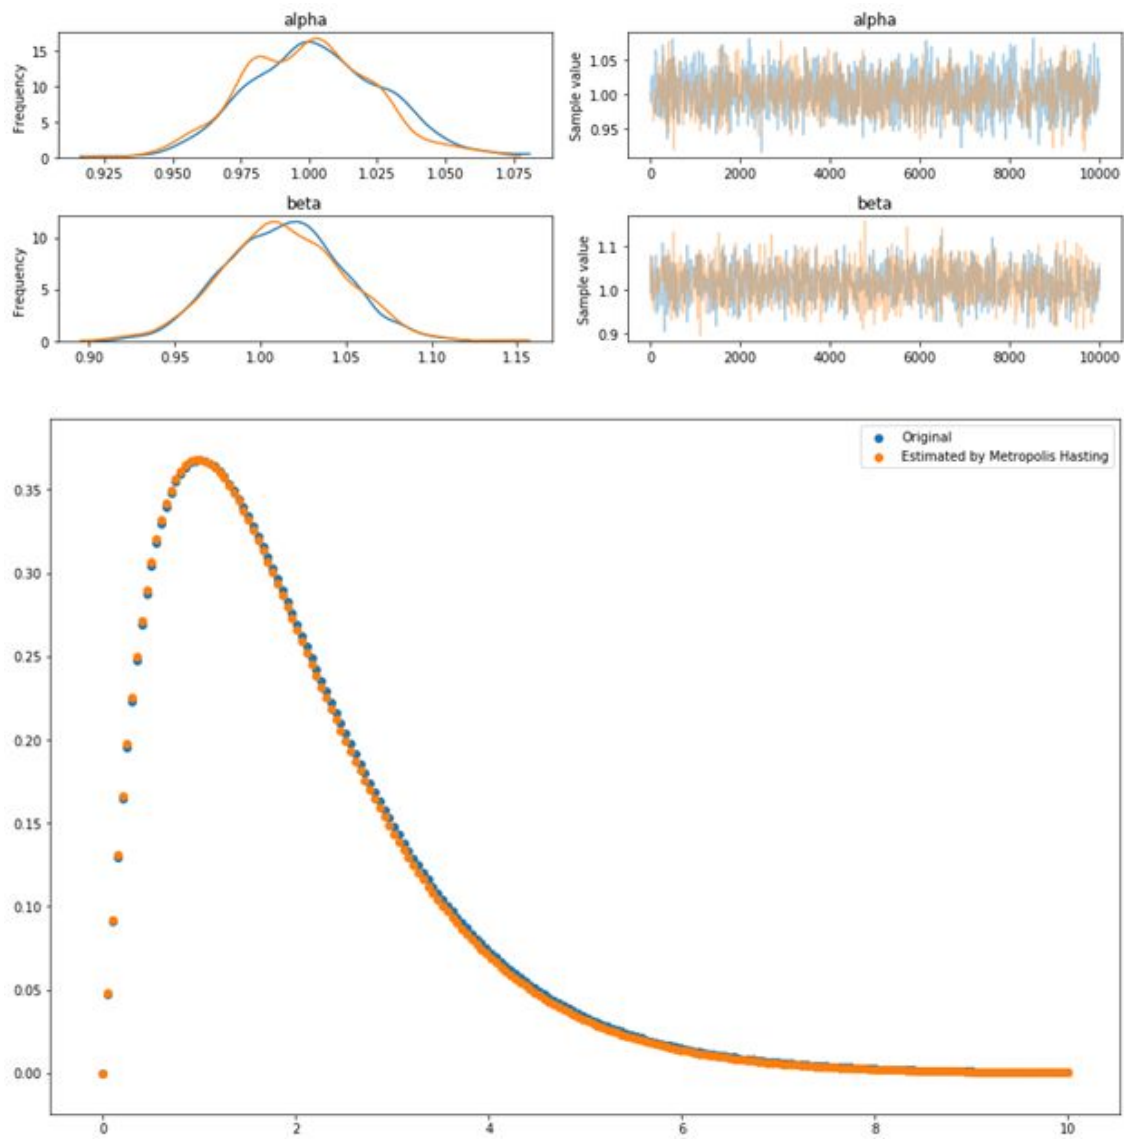 alpha
Frequency
15
10
5
0
0.925 0.950 0.975 1.000 1.025 1.050 1.075
alpha
Sample value
1.05
1.00
0.95
0 2000 4000 6000 8000 10000
beta
Frequency
10
5
0
0.90 0.95 1.00 1.05 1.10 1.15
beta
Sample value
1.1
1.0
0.9
0 2000 4000 6000 8000 10000
Original
Estimated by Metropolis Hasting
0.35
0.30
0.25
0.20
0.15
0.10
0.05
0.00
0 2 4 6 8 10